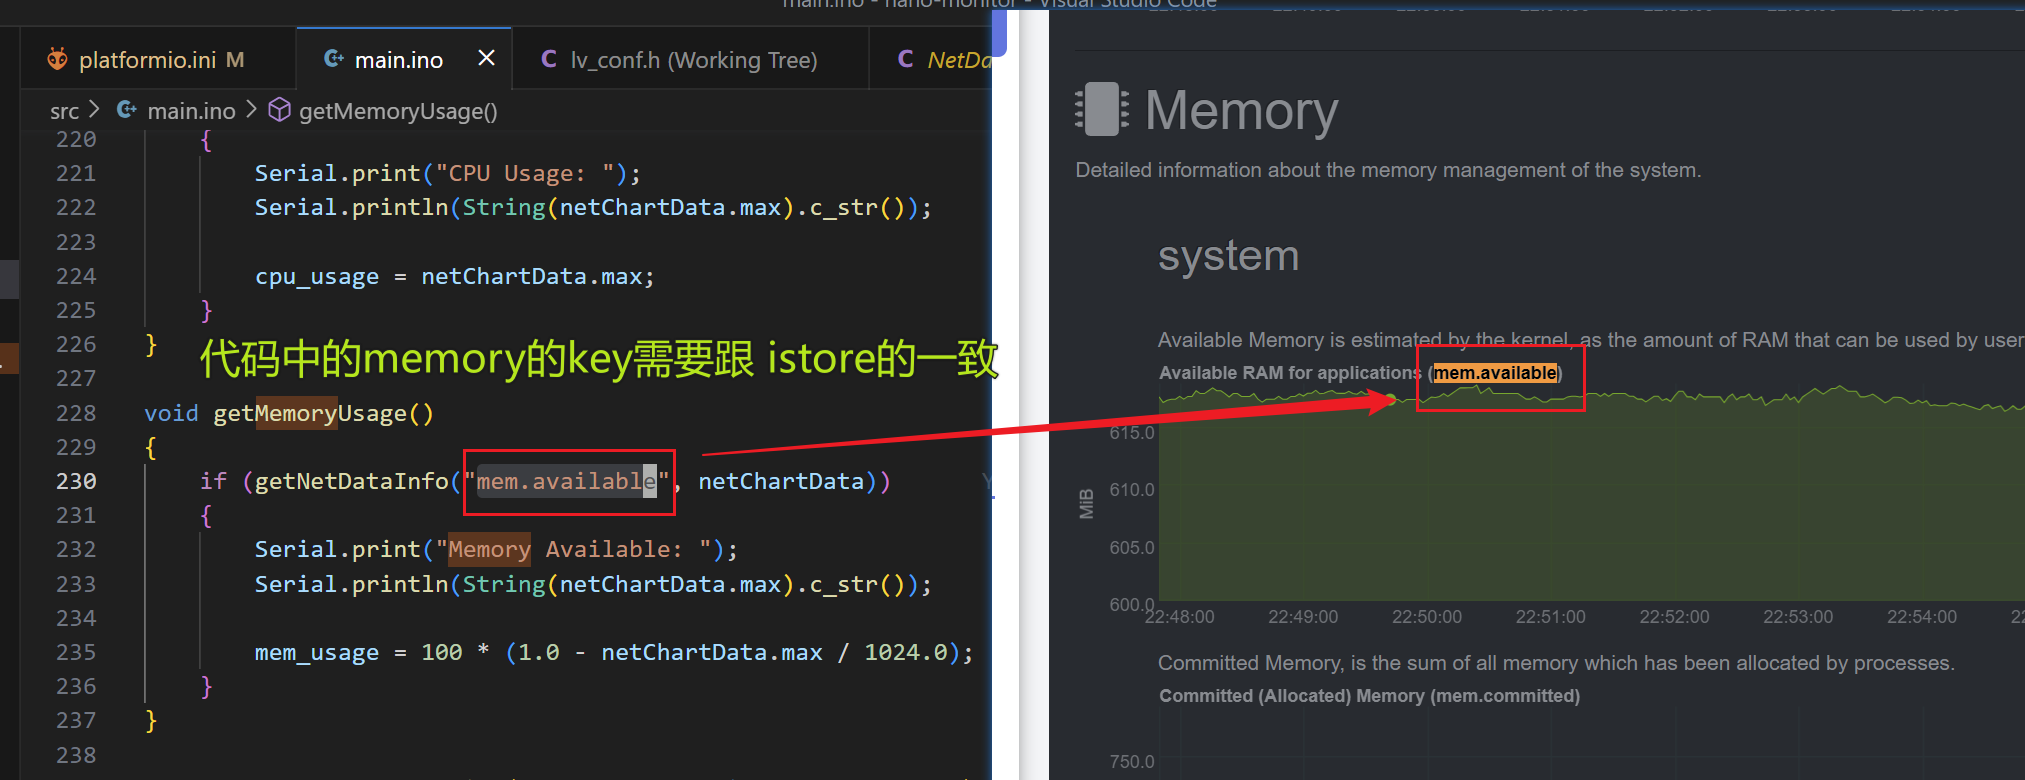 main.ino - nano-monitor - Visual Studio Code
platformio.ini M
main.ino
lv_conf.h (Working Tree)
NetDa
src > main.ino > getMemoryUsage()
220 {
221 Serial.print("CPU Usage: ");
222 Serial.println(String(netChartData.max).c_str());
223
224 cpu_usage = netChartData.max;
225 }
226 }
代码中的memory的key需要跟 istore的一致
227
228 void getMemoryUsage()
229 {
230 if (getNetDataInfo("mem.available", netChartData))
231 {
232 Serial.print("Memory Available: ");
233 Serial.println(String(netChartData.max).c_str());
234
235 mem_usage = 100 * (1.0 - netChartData.max / 1024.0);
236 }
237 }
238
Memory
Detailed information about the memory management of the system.
system
Available Memory is estimated by the kernel, as the amount of RAM that can be used by user
Available RAM for applications (mem.available)
615.0
610.0
MiB
605.0
600.0
22:48:00 22:49:00 22:50:00 22:51:00 22:52:00 22:53:00 22:54:00
Committed Memory, is the sum of all memory which has been allocated by processes.
Committed (Allocated) Memory (mem.committed)
750.0